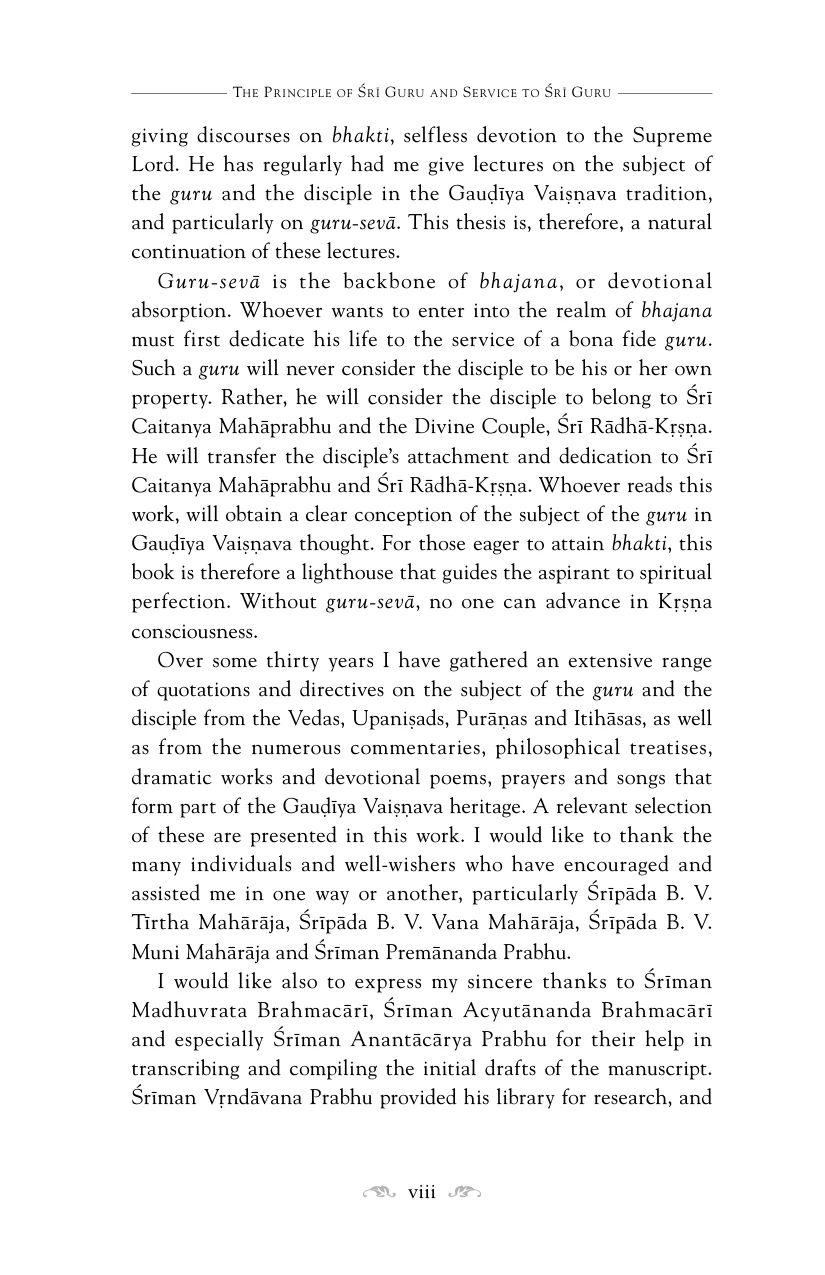 The Principle of Śrī Guru and Service to Śrī Guru
giving discourses on bhakti, selfless devotion to the Supreme
Lord. He has regularly had me give lectures on the subject of
the guru and the disciple in the Gauḍīya Vaiṣṇava tradition,
and particularly on guru-sevā. This thesis is, therefore, a natural
continuation of these lectures.
Guru-sevā is the backbone of bhajana, or devotional
absorption. Whoever wants to enter into the realm of bhajana
must first dedicate his life to the service of a bona fide guru.
Such a guru will never consider the disciple to be his or her own
property. Rather, he will consider the disciple to belong to Śrī
Caitanya Mahāprabhu and the Divine Couple, Śrī Rādhā-Kṛṣṇa.
He will transfer the disciple’s attachment and dedication to Śrī
Caitanya Mahāprabhu and Śrī Rādhā-Kṛṣṇa. Whoever reads this
work, will obtain a clear conception of the subject of the guru in
Gauḍīya Vaiṣṇava thought. For those eager to attain bhakti, this
book is therefore a lighthouse that guides the aspirant to spiritual
perfection. Without guru-sevā, no one can advance in Kṛṣṇa
consciousness.
Over some thirty years I have gathered an extensive range
of quotations and directives on the subject of the guru and the
disciple from the Vedas, Upaniṣads, Purāṇas and Itihāsas, as well
as from the numerous commentaries, philosophical treatises,
dramatic works and devotional poems, prayers and songs that
form part of the Gauḍīya Vaiṣṇava heritage. A relevant selection
of these are presented in this work. I would like to thank the
many individuals and well-wishers who have encouraged and
assisted me in one way or another, particularly Śrīpāda B. V.
Tīrtha Mahārāja, Śrīpāda B. V. Vana Mahārāja, Śrīpāda B. V.
Muni Mahārāja and Śrīman Premānanda Prabhu.
I would like also to express my sincere thanks to Śrīman
Madhuvrata Brahmacārī, Śrīman Acyutānanda Brahmacārī
and especially Śrīman Anantācārya Prabhu for their help in
transcribing and compiling the initial drafts of the manuscript.
Śrīman Vṛndāvana Prabhu provided his library for research, and
viii